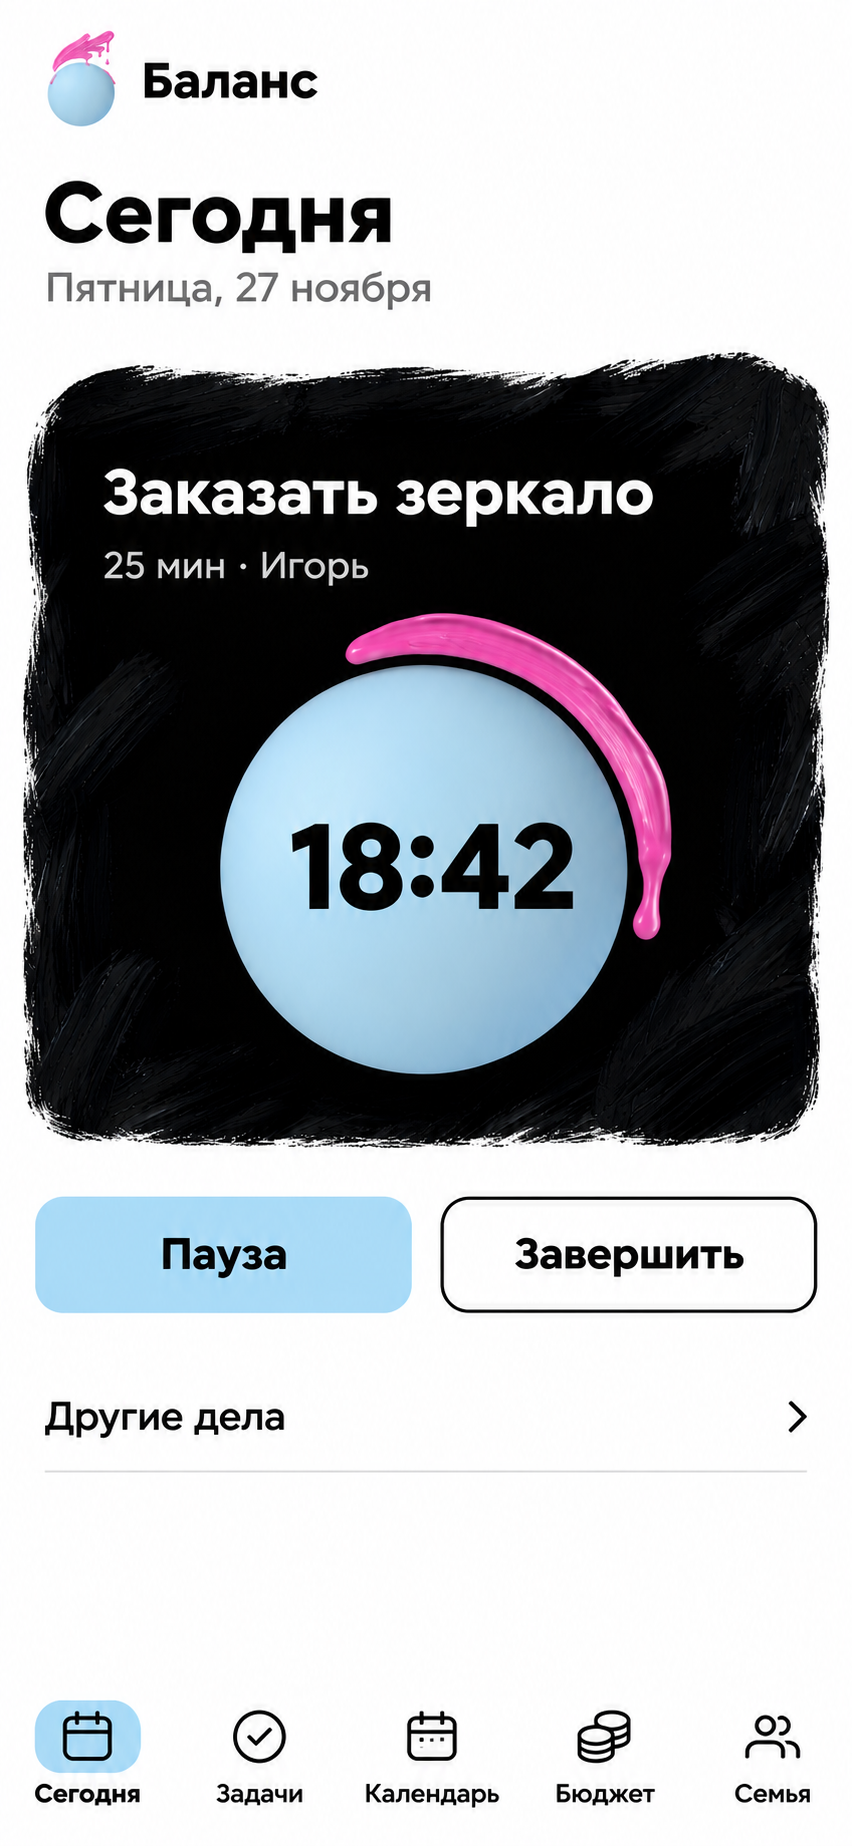 Баланс
Сегодня
Пятница, 27 ноября
Заказать зеркало
25 мин · Игорь
18:42
Пауза
Завершить
Другие дела
Сегодня
Задачи
Календарь
Бюджет
Семья